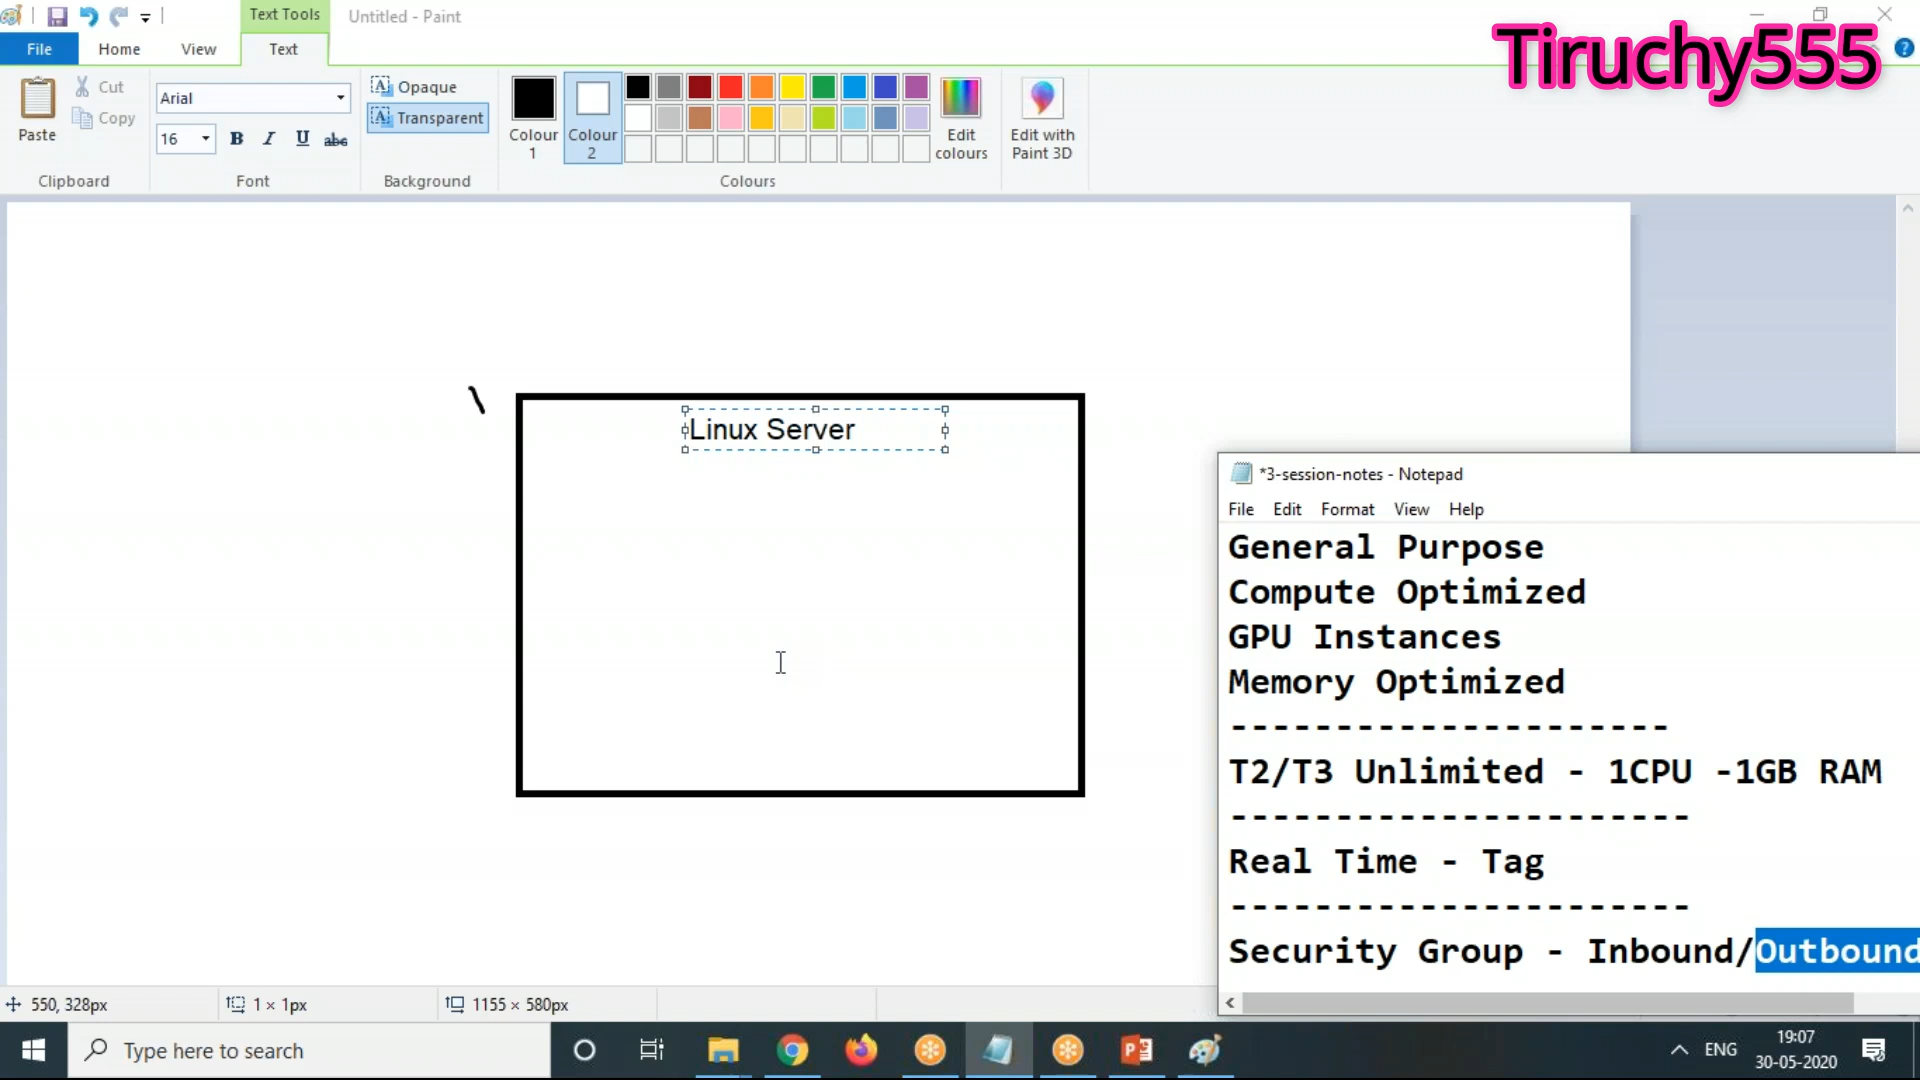 Text Tools
Untitled - Paint
Tiruchy555
File
Home
View
Text
Paste
Cut
Copy
Clipboard
Arial
16
B I U abc
Font
Opaque
Transparent
Background
Colour 1
Colour 2
Colours
Edit colours
Edit with Paint 3D
Linux Server
*3-session-notes - Notepad
File Edit Format View Help
General Purpose
Compute Optimized
GPU Instances
Memory Optimized
---------------------
T2/T3 Unlimited - 1CPU -1GB RAM
----------------------
Real Time - Tag
----------------------
Security Group - Inbound/Outbound
550, 328px
1 × 1px
1155 × 580px
Type here to search
ENG
19:07
30-05-2020